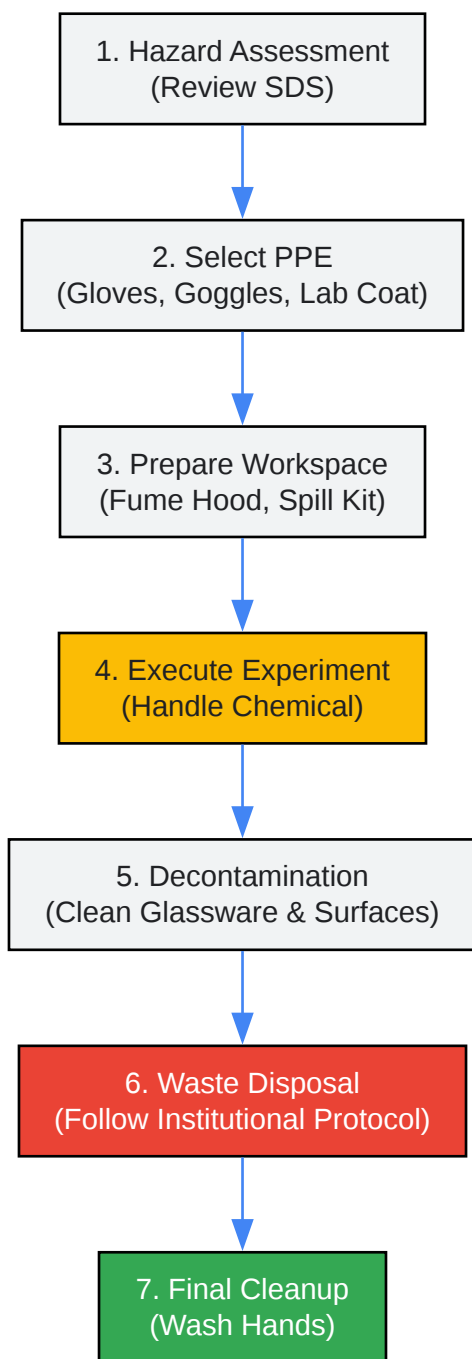 1. Hazard Assessment
(Review SDS)
2. Select PPE
(Gloves, Goggles, Lab Coat)
3. Prepare Workspace
(Fume Hood, Spill Kit)
4. Execute Experiment
(Handle Chemical)
5. Decontamination
(Clean Glassware & Surfaces)
6. Waste Disposal
(Follow Institutional Protocol)
7. Final Cleanup
(Wash Hands)